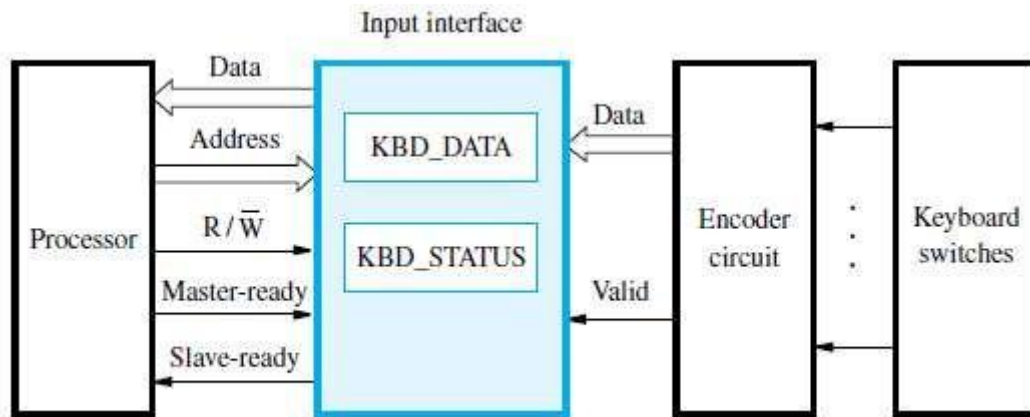 Input interface
Data
Address
R / W̅
Master-ready
Slave-ready
Processor
KBD_DATA
KBD_STATUS
Data
Valid
Encoder
circuit
Keyboard
switches